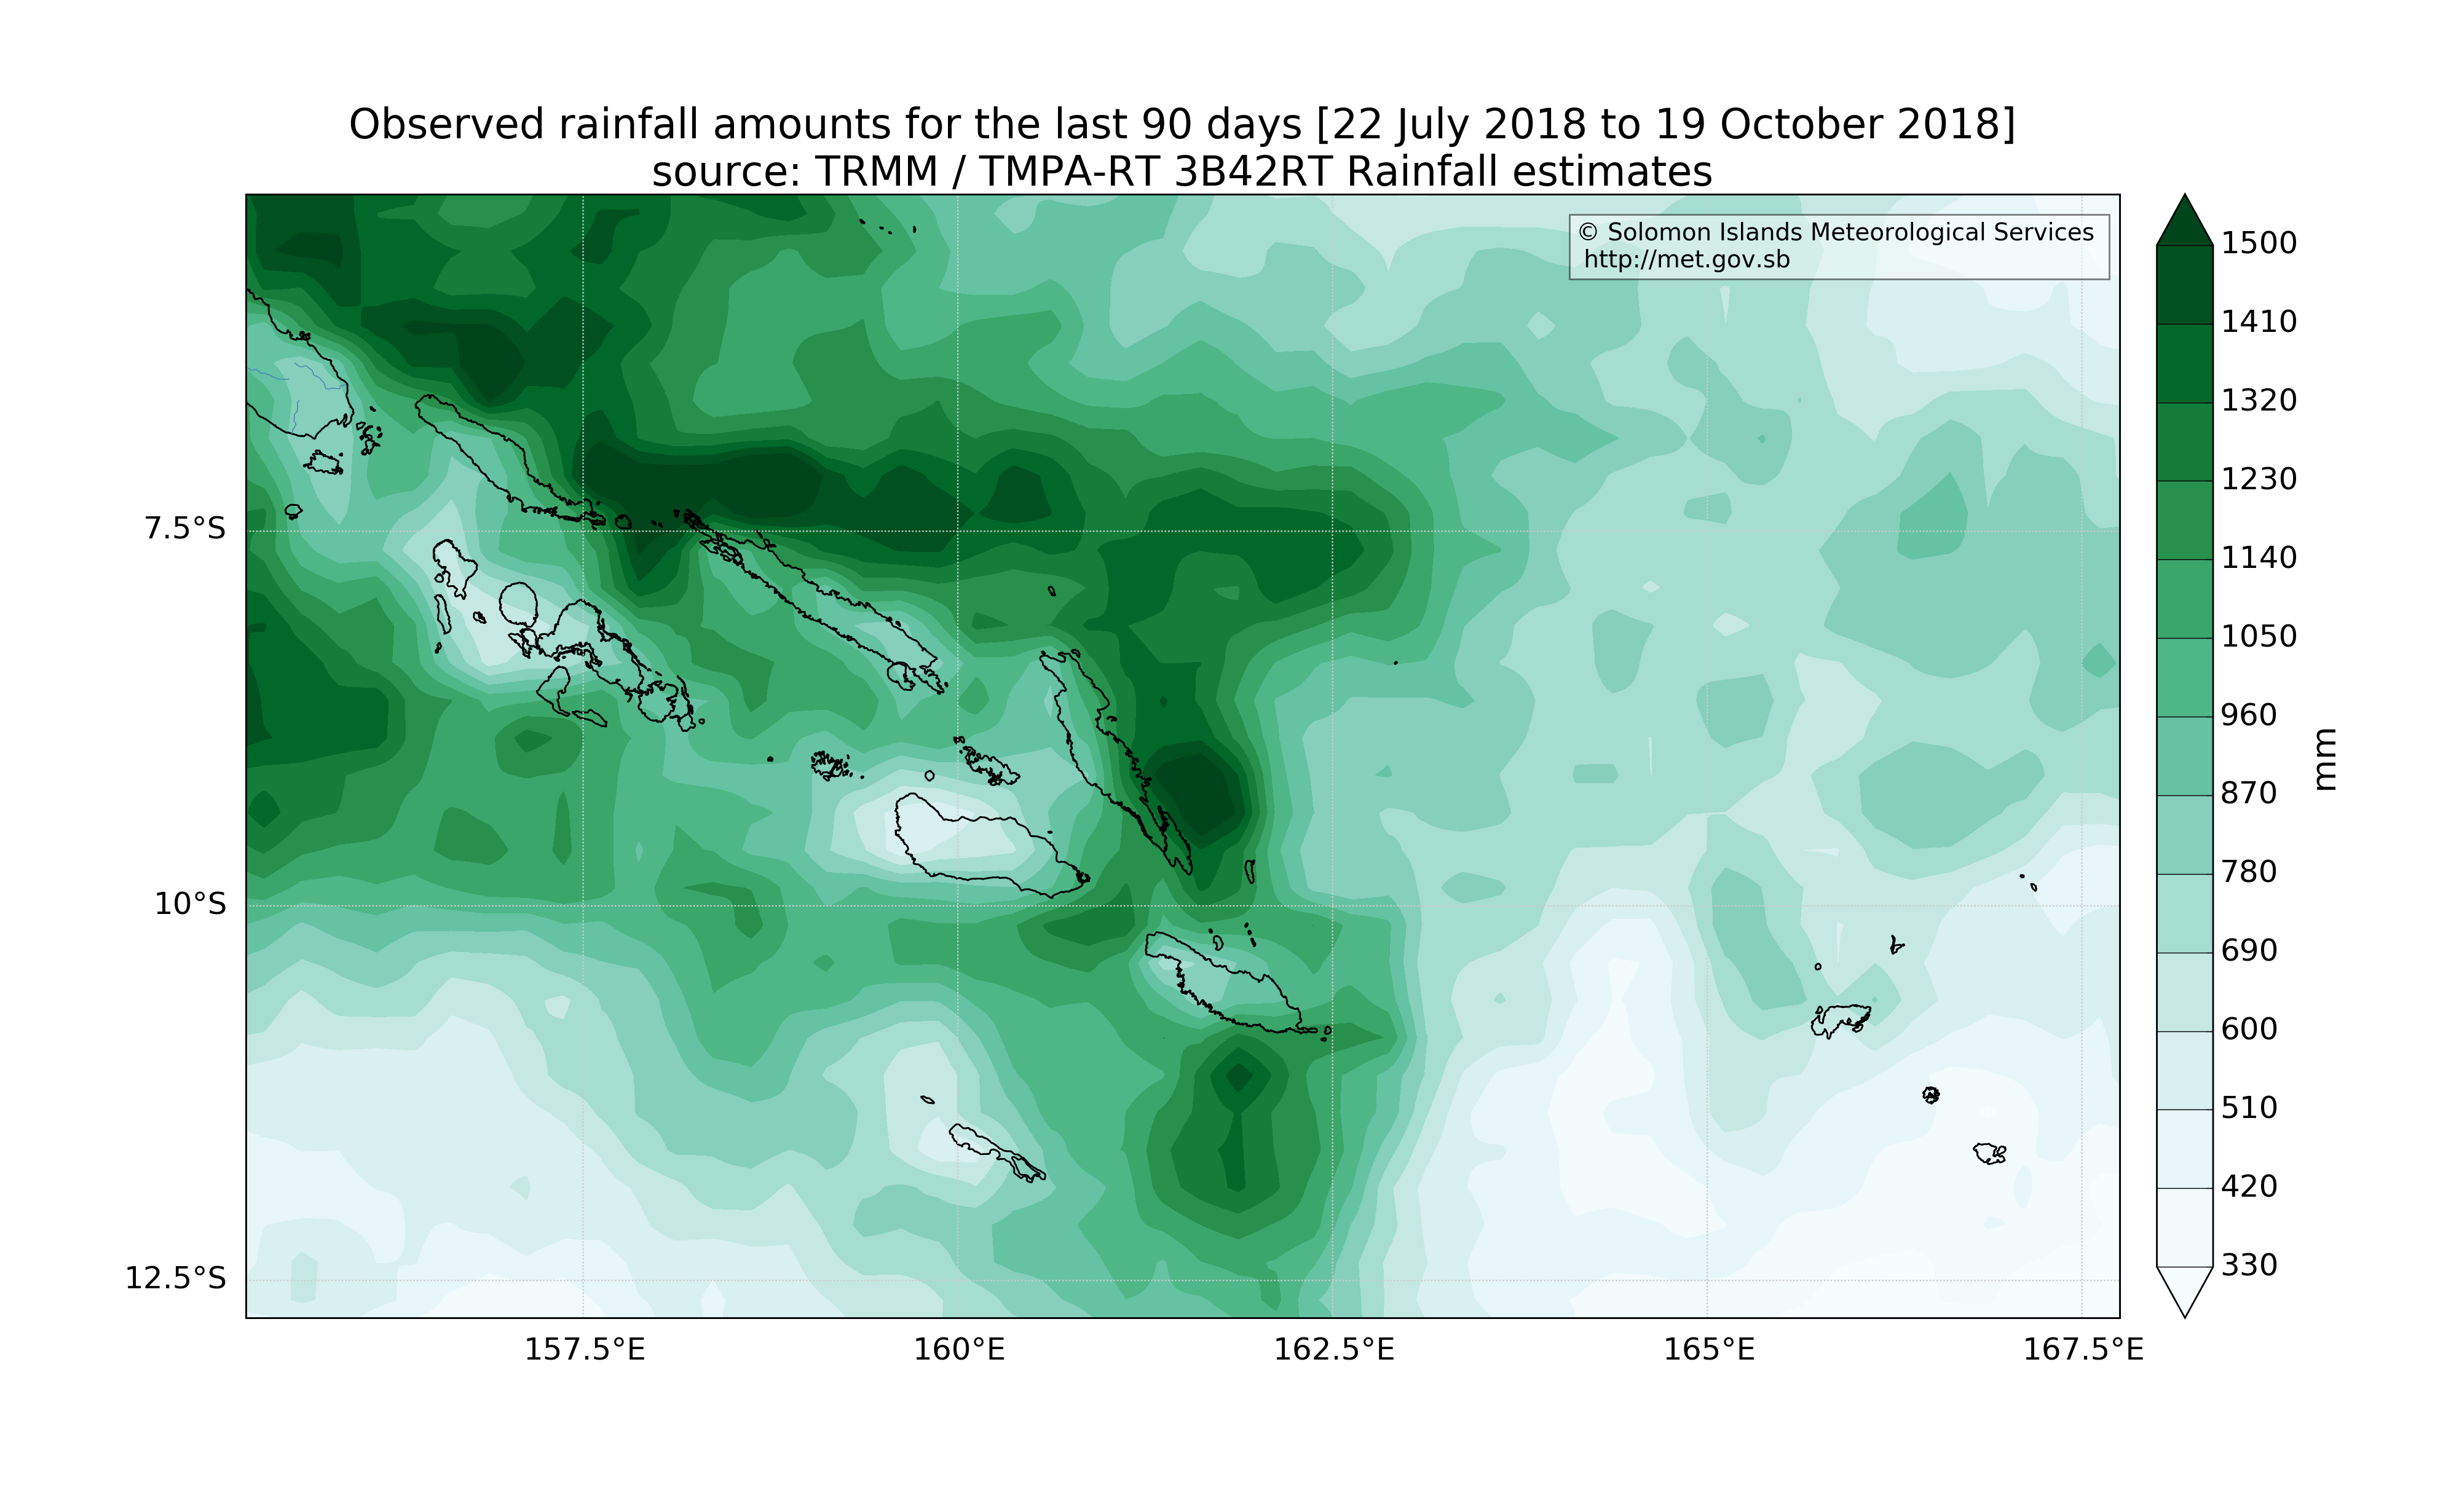 Observed rainfall amounts for the last 90 days [22 July 2018 to 19 October 2018]
source: TRMM / TMPA-RT 3B42RT Rainfall estimates
© Solomon Islands Meteorological Services
http://met.gov.sb
7.5°S
10°S
12.5°S
157.5°E
160°E
162.5°E
165°E
167.5°E
1500
1410
1320
1230
1140
1050
960
870
780
690
600
510
420
330
mm